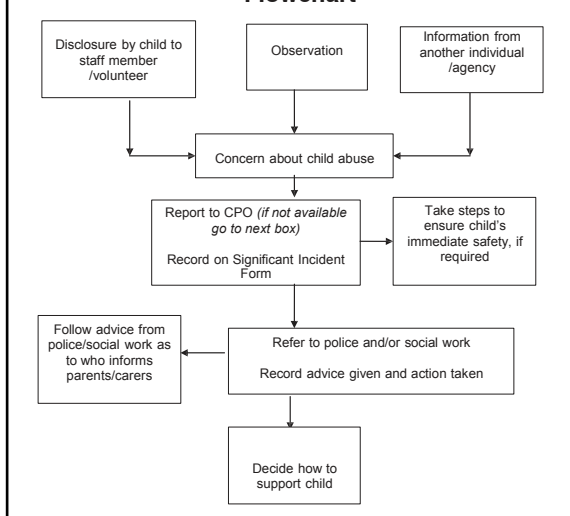 Flowchart
Disclosure by child to
staff member
/volunteer
Observation
Information from
another individual
/agency
Concern about child abuse
Report to CPO (if not available
go to next box)
Record on Significant Incident
Form
Take steps to
ensure child's
immediate safety, if
required
Follow advice from
police/social work as
to who informs
parents/carers
Refer to police and/or social work
Record advice given and action taken
Decide how to
support child